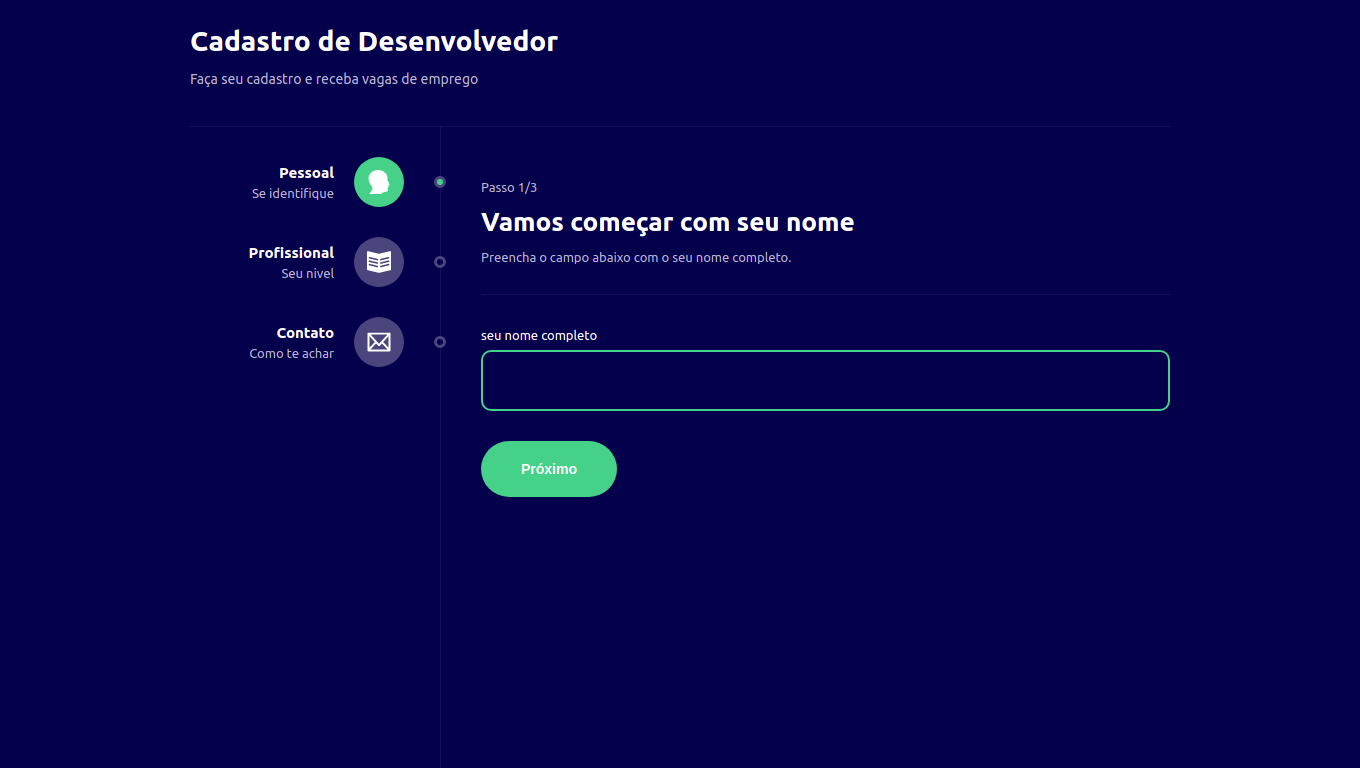 Cadastro de Desenvolvedor
Faça seu cadastro e receba vagas de emprego
Pessoal
Se identifique
Profissional
Seu nivel
Contato
Como te achar
Passo 1/3
Vamos começar com seu nome
Preencha o campo abaixo com o seu nome completo.
seu nome completo
Próximo